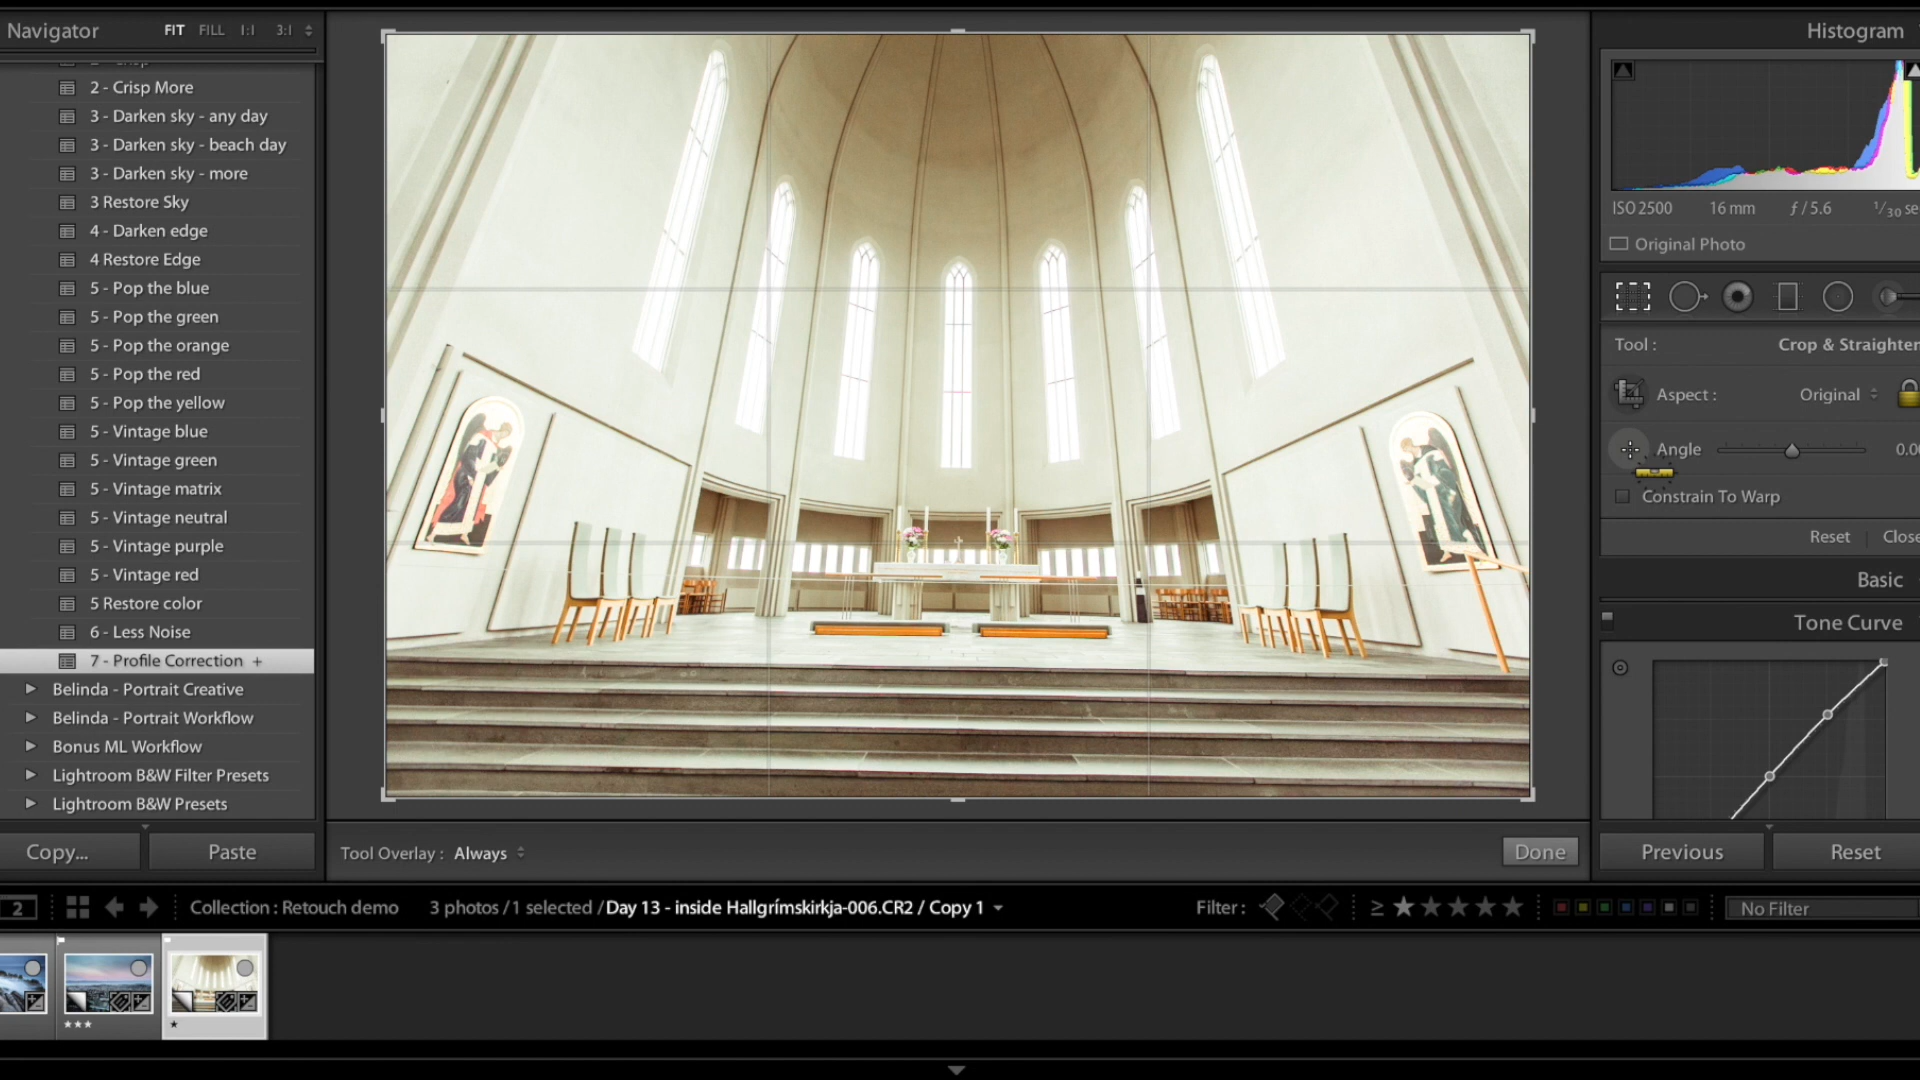 Navigator FIT FILL 1:1 3:1
2 - Crisp More
3 - Darken sky - any day
3 - Darken sky - beach day
3 - Darken sky - more
3 Restore Sky
4 - Darken edge
4 Restore Edge
5 - Pop the blue
5 - Pop the green
5 - Pop the orange
5 - Pop the red
5 - Pop the yellow
5 - Vintage blue
5 - Vintage green
5 - Vintage matrix
5 - Vintage neutral
5 - Vintage purple
5 - Vintage red
5 Restore color
6 - Less Noise
7 - Profile Correction +
Belinda - Portrait Creative
Belinda - Portrait Workflow
Bonus ML Workflow
Lightroom B&W Filter Presets
Lightroom B&W Presets
Copy... Paste
Tool Overlay : Always
Done
Histogram
ISO 2500 16 mm ƒ / 5.6 1/30 se
Original Photo
Tool : Crop & Straighten
Aspect : Original
Angle 0.00
Constrain To Warp
Reset Close
Basic
Tone Curve
Previous Reset
2 Collection : Retouch demo 3 photos / 1 selected / Day 13 - inside Hallgrímskirkja-006.CR2 / Copy 1
Filter : ≥ ★★★★★ No Filter